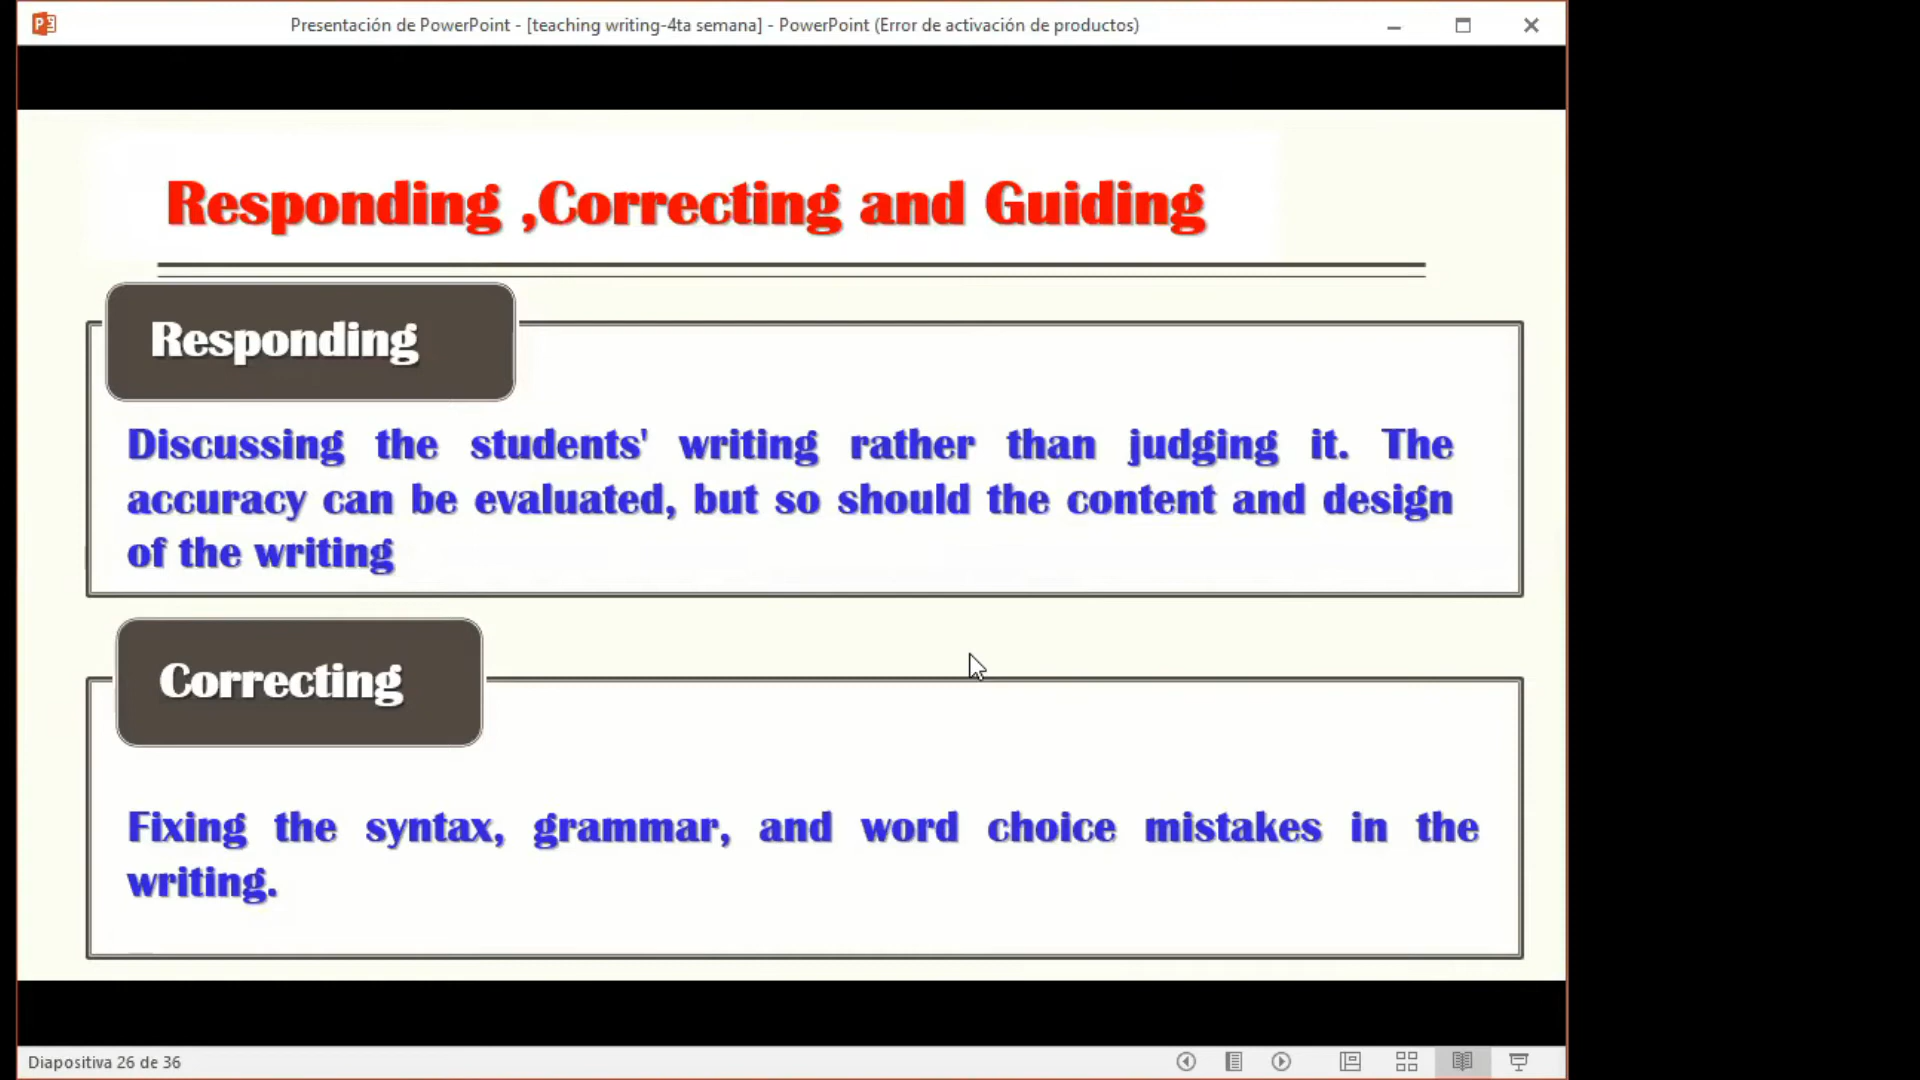 Presentación de PowerPoint - [teaching writing-4ta semana] - PowerPoint (Error de activación de productos)
Responding ,Correcting and Guiding
Responding
Discussing the students' writing rather than judging it. The
accuracy can be evaluated, but so should the content and design
of the writing
Correcting
Fixing the syntax, grammar, and word choice mistakes in the
writing.
Diapositiva 26 de 36